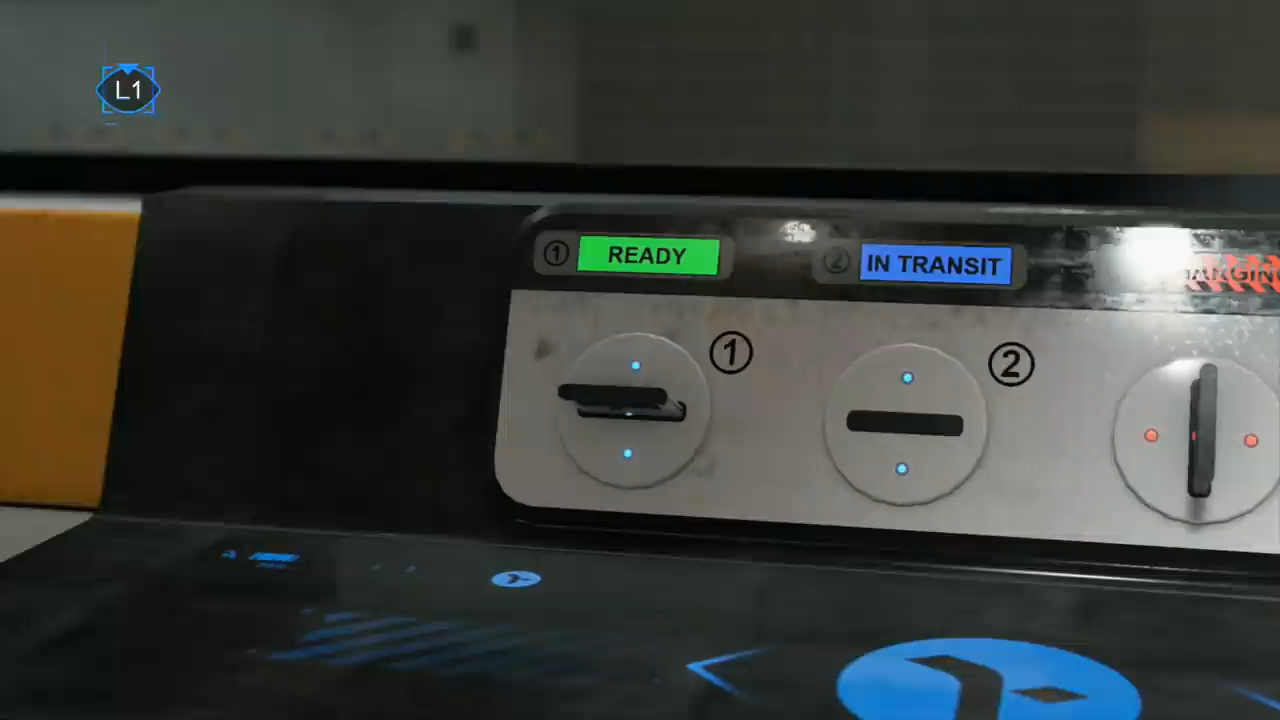 L1
① READY
② IN TRANSIT
①
②